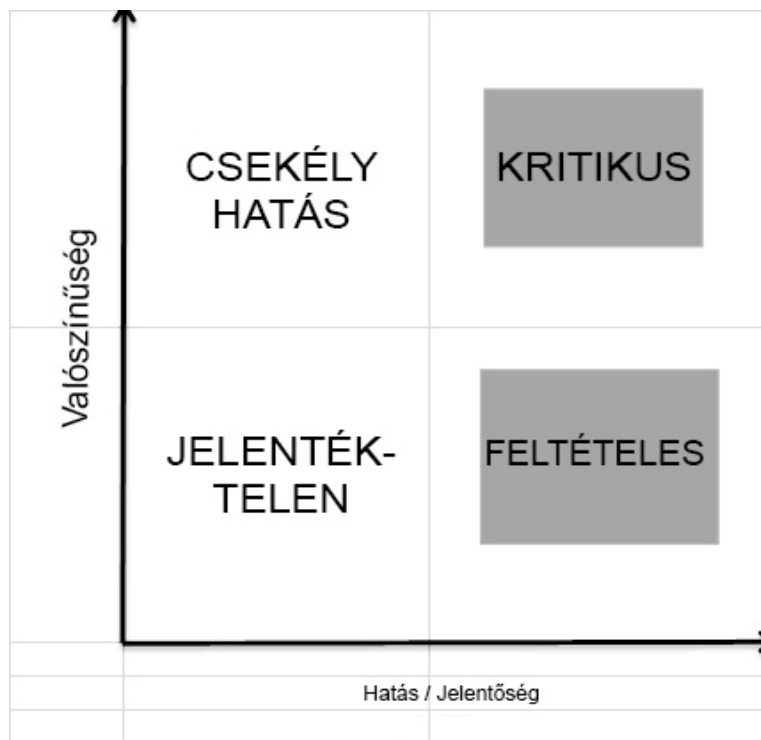 CSEKÉLY
HATÁS
KRITIKUS
Valószínűség
JELENTÉK-
TELEN
FELTÉTELES
Hatás / Jelentőség